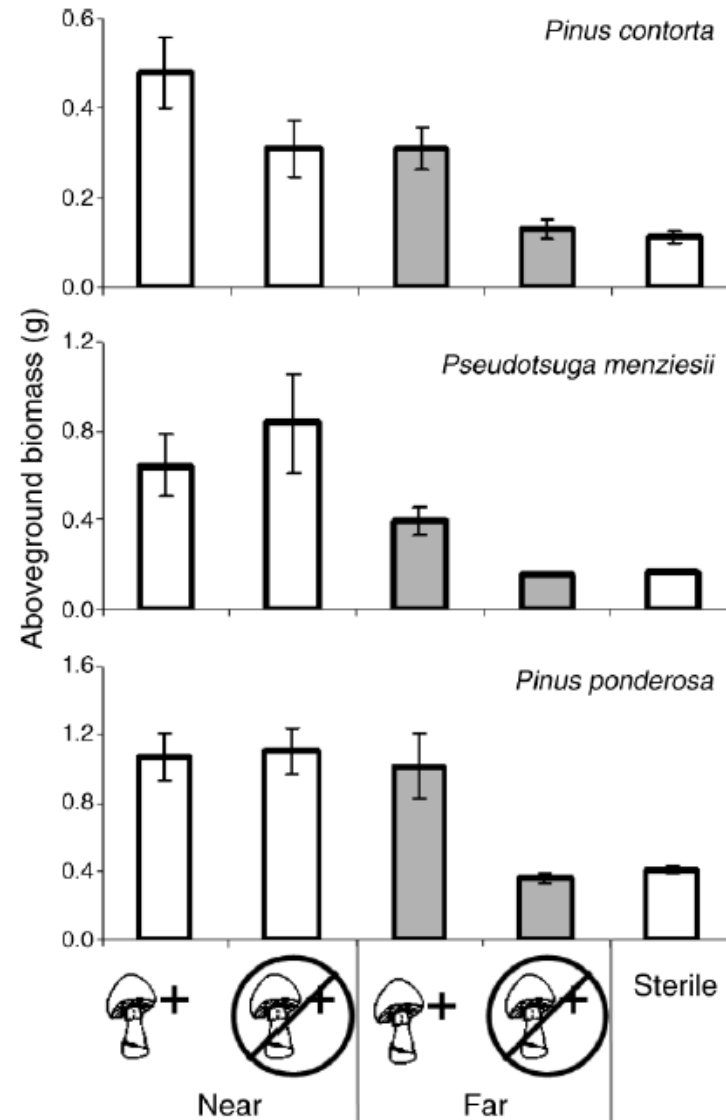 Aboveground biomass (g)
Pinus contorta
0.6
0.4
0.2
0.0
Pseudotsuga menziesii
1.2
0.8
0.4
0.0
Pinus ponderosa
1.6
1.2
0.8
0.4
0.0
+ + + + Sterile
Near Far